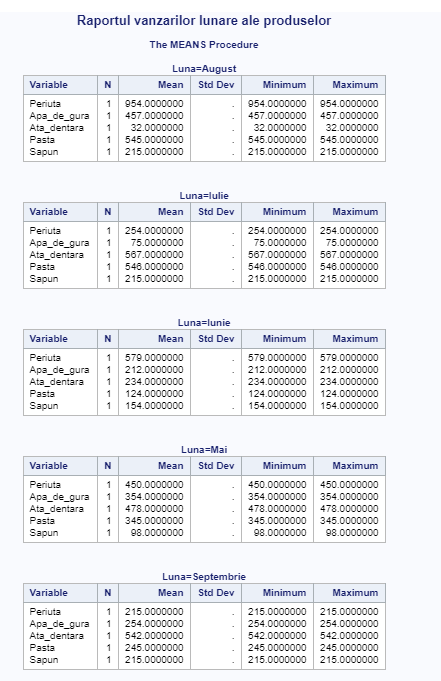 Raportul vanzarilor lunare ale produselor
The MEANS Procedure
Luna=August
Variable N Mean Std Dev Minimum Maximum
Periuta 1 954.0000000 . 954.0000000 954.0000000
Apa_de_gura 1 457.0000000 . 457.0000000 457.0000000
Ata_dentara 1 32.0000000 . 32.0000000 32.0000000
Pasta 1 545.0000000 . 545.0000000 545.0000000
Sapun 1 215.0000000 . 215.0000000 215.0000000
Luna=Iulie
Variable N Mean Std Dev Minimum Maximum
Periuta 1 254.0000000 . 254.0000000 254.0000000
Apa_de_gura 1 75.0000000 . 75.0000000 75.0000000
Ata_dentara 1 567.0000000 . 567.0000000 567.0000000
Pasta 1 546.0000000 . 546.0000000 546.0000000
Sapun 1 215.0000000 . 215.0000000 215.0000000
Luna=Iunie
Variable N Mean Std Dev Minimum Maximum
Periuta 1 579.0000000 . 579.0000000 579.0000000
Apa_de_gura 1 212.0000000 . 212.0000000 212.0000000
Ata_dentara 1 234.0000000 . 234.0000000 234.0000000
Pasta 1 124.0000000 . 124.0000000 124.0000000
Sapun 1 154.0000000 . 154.0000000 154.0000000
Luna=Mai
Variable N Mean Std Dev Minimum Maximum
Periuta 1 450.0000000 . 450.0000000 450.0000000
Apa_de_gura 1 354.0000000 . 354.0000000 354.0000000
Ata_dentara 1 478.0000000 . 478.0000000 478.0000000
Pasta 1 345.0000000 . 345.0000000 345.0000000
Sapun 1 98.0000000 . 98.0000000 98.0000000
Luna=Septembrie
Variable N Mean Std Dev Minimum Maximum
Periuta 1 215.0000000 . 215.0000000 215.0000000
Apa_de_gura 1 254.0000000 . 254.0000000 254.0000000
Ata_dentara 1 542.0000000 . 542.0000000 542.0000000
Pasta 1 245.0000000 . 245.0000000 245.0000000
Sapun 1 215.0000000 . 215.0000000 215.0000000